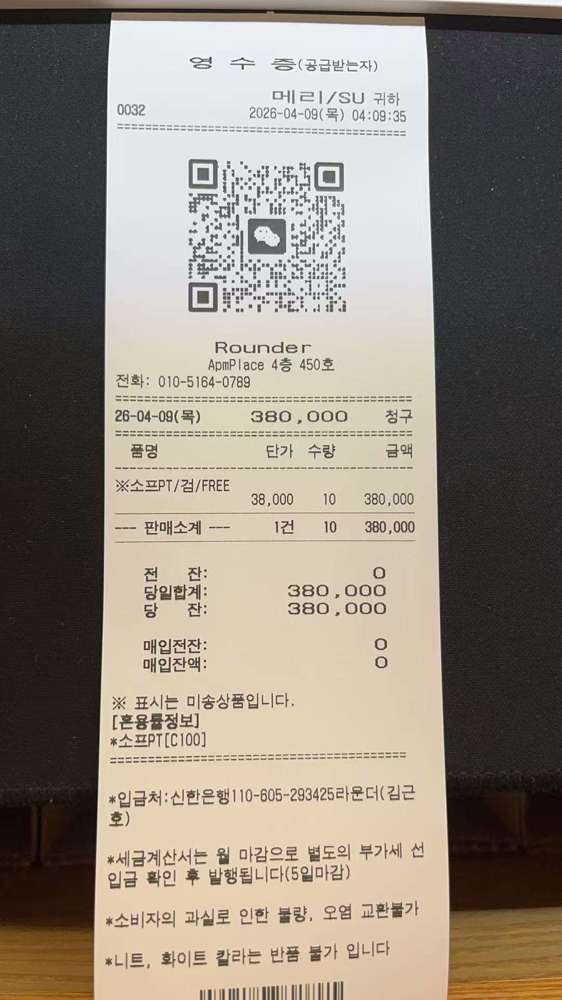 영 수 증(공급받는자)
메리/SU 귀하
0032 2026-04-09(목) 04:09:35
Rounder
ApmPlace 4층 450호
전화: 010-5164-0789
26-04-09(목) 380,000 청구
품명 단가 수량 금액
※소프PT/검/FREE
38,000 10 380,000
--- 판매소계 --- 1건 10 380,000
전 잔: 0
당일합계: 380,000
당 잔: 380,000
매입전잔: 0
매입잔액: 0
※ 표시는 미송상품입니다.
[혼용률정보]
*소프PT[C100]
*입금처:신한은행110-605-293425라운더(김근
호)
*세금계산서는 월 마감으로 별도의 부가세 선
입금 확인 후 발행됩니다(5일마감)
*소비자의 과실로 인한 불량, 오염 교환불가
*니트, 화이트 칼라는 반품 불가 입니다